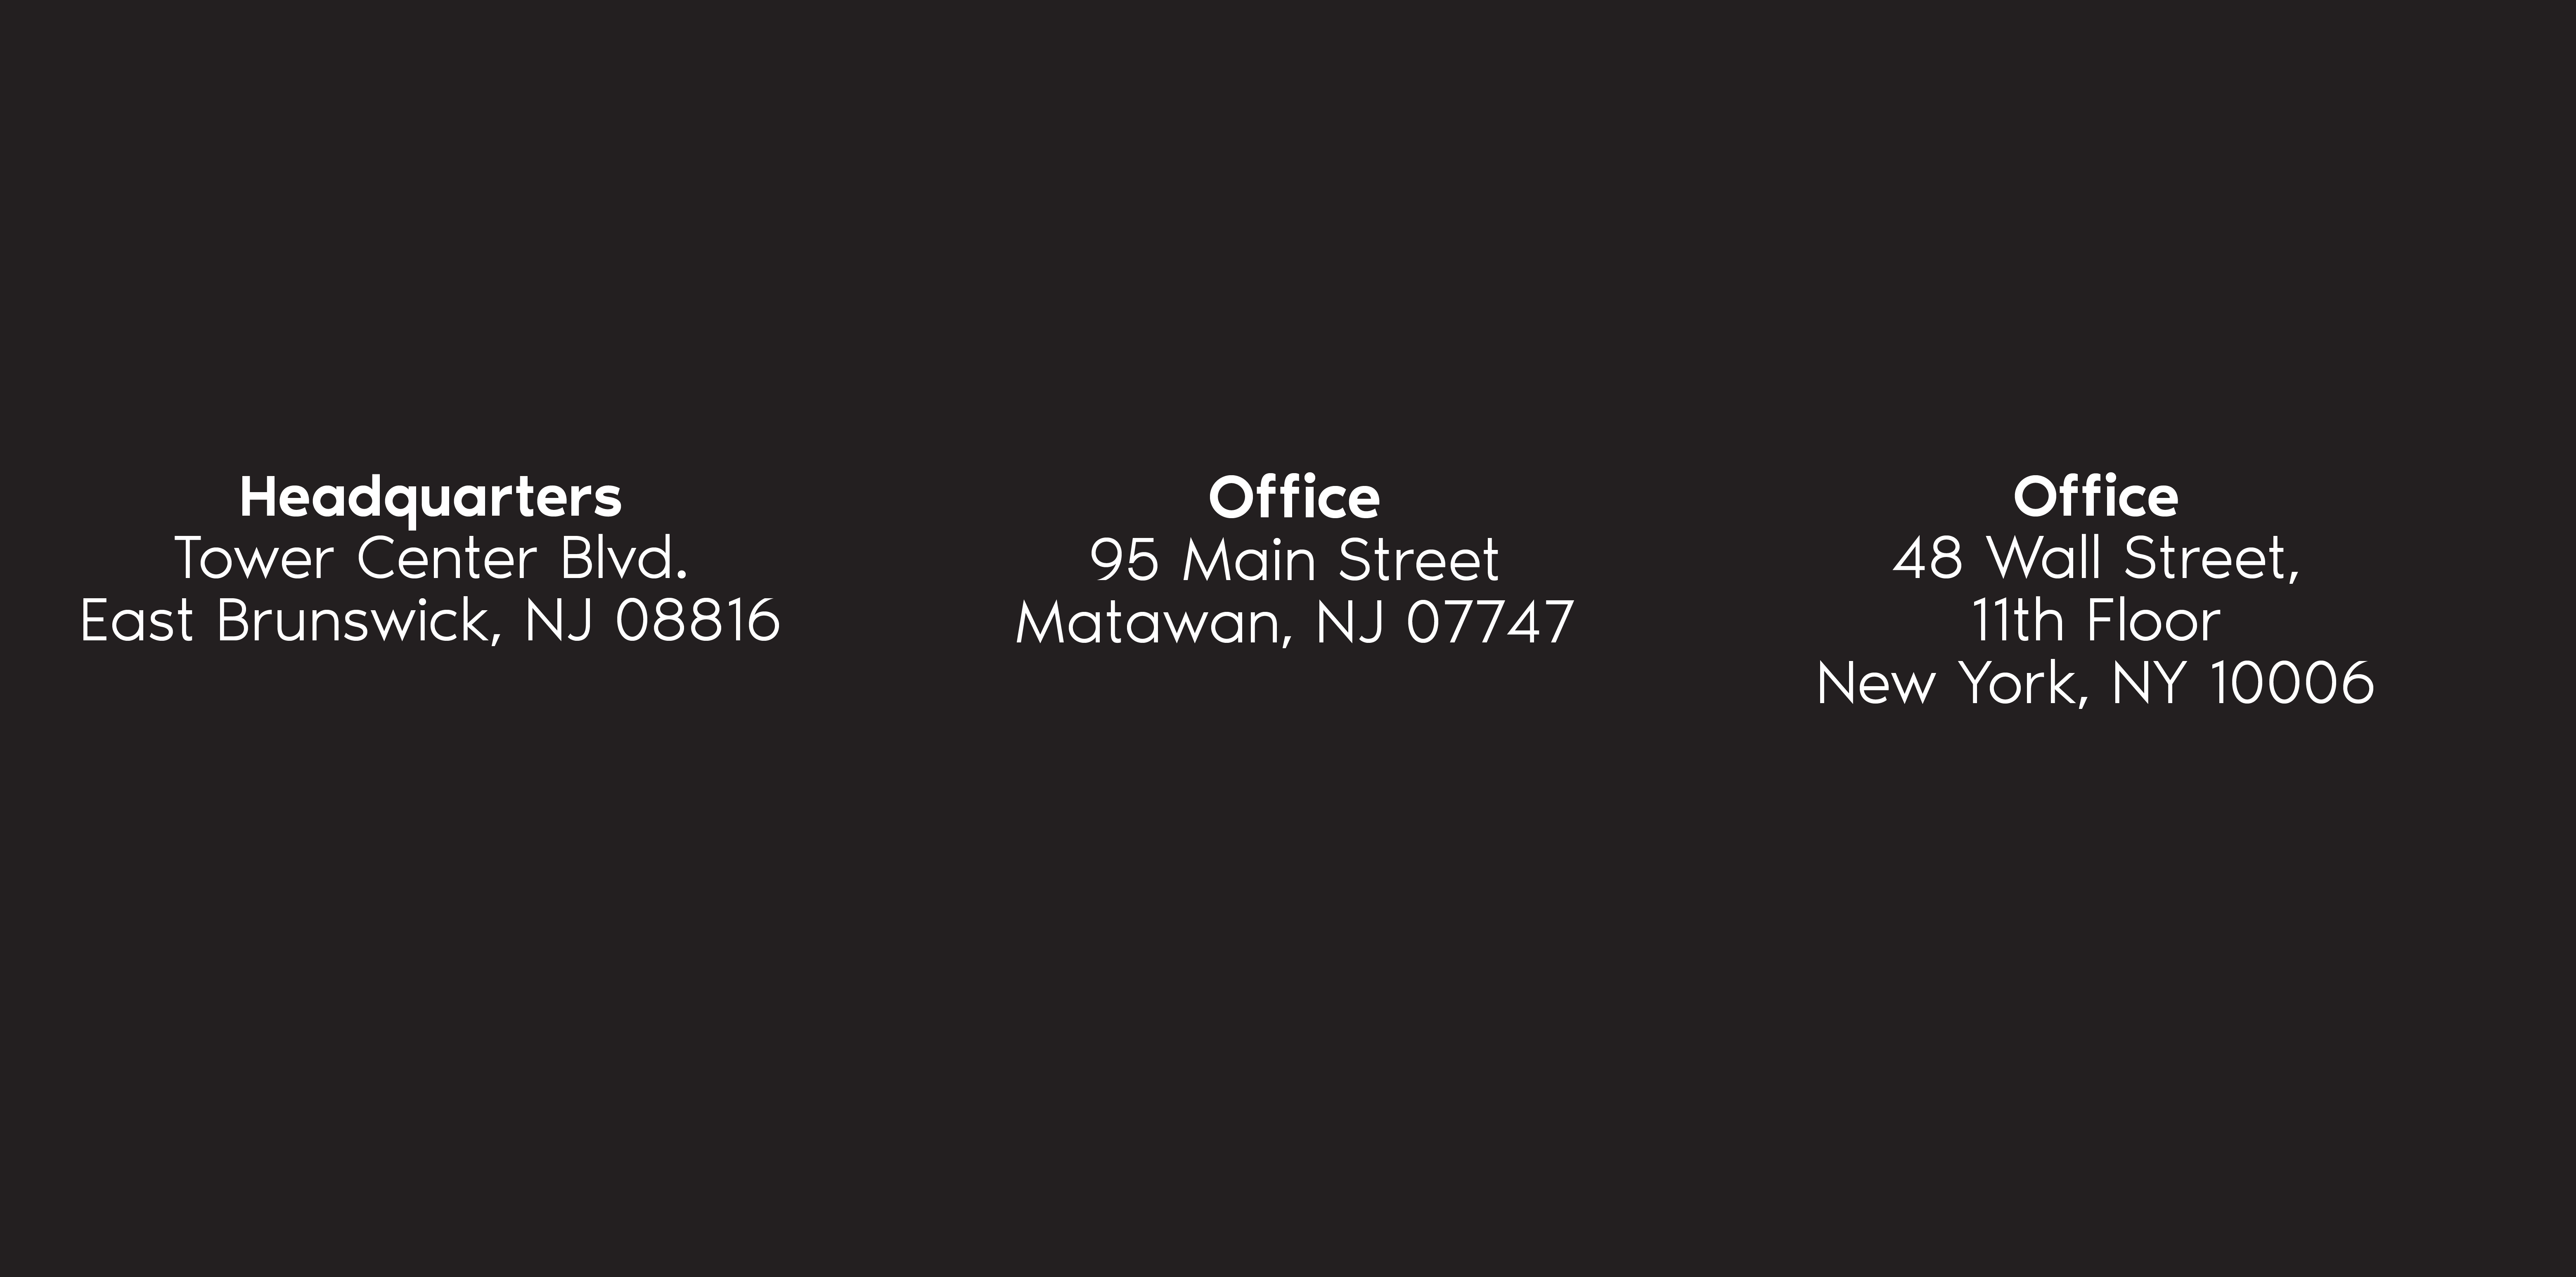 Headquarters
Tower Center Blvd.
East Brunswick, NJ 08816
Office
95 Main Street
Matawan, NJ 07747
Office
48 Wall Street,
11th Floor
New York, NY 10006